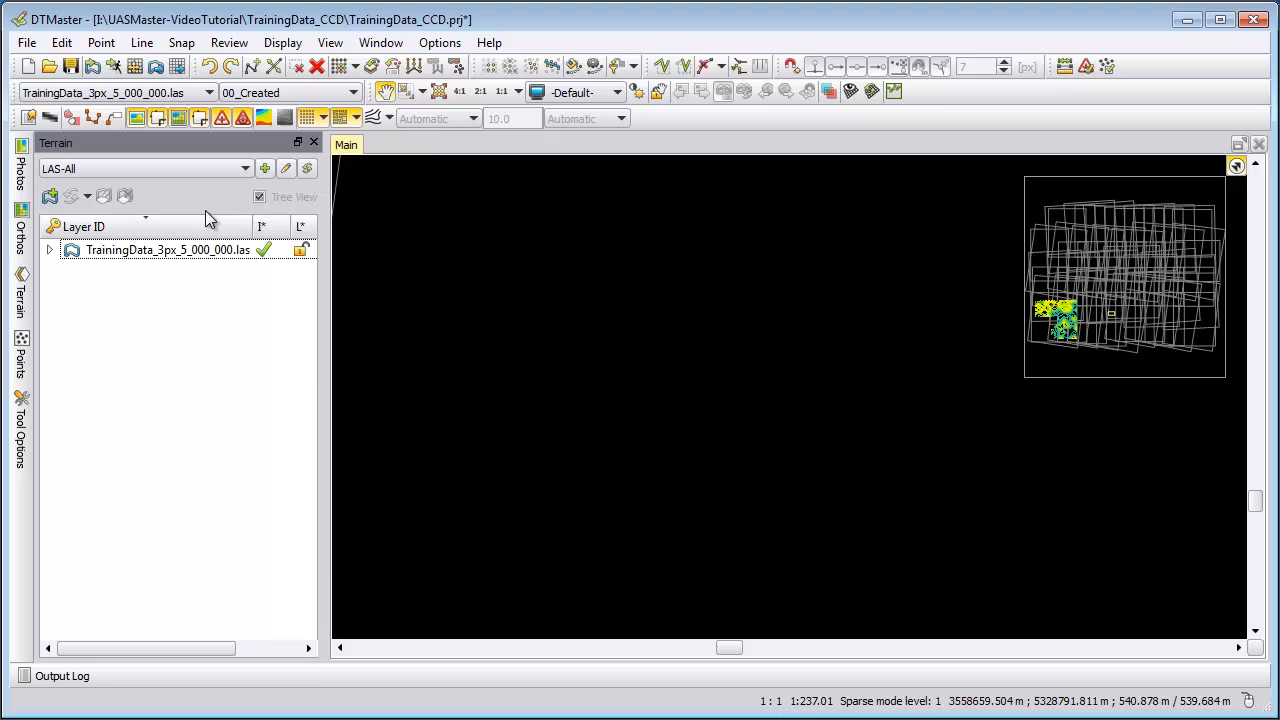 DTMaster - [I:\UASMaster-VideoTutorial\TrainingData_CCD\TrainingData_CCD.prj*]
File Edit Point Line Snap Review Display View Window Options Help
7 [px]
TrainingData_3px_5_000_000.las 00_Created 4:1 2:1 1:1 -Default-
Automatic 10.0 Automatic
Terrain
Main
LAS-All
Tree View
Layer ID I* L*
TrainingData_3px_5_000_000.las
Photos
Orthos
Terrain
Points
Tool Options
Output Log
1 : 1 1:237.01 Sparse mode level: 1 3558659.504 m ; 5328791.811 m ; 540.878 m / 539.684 m